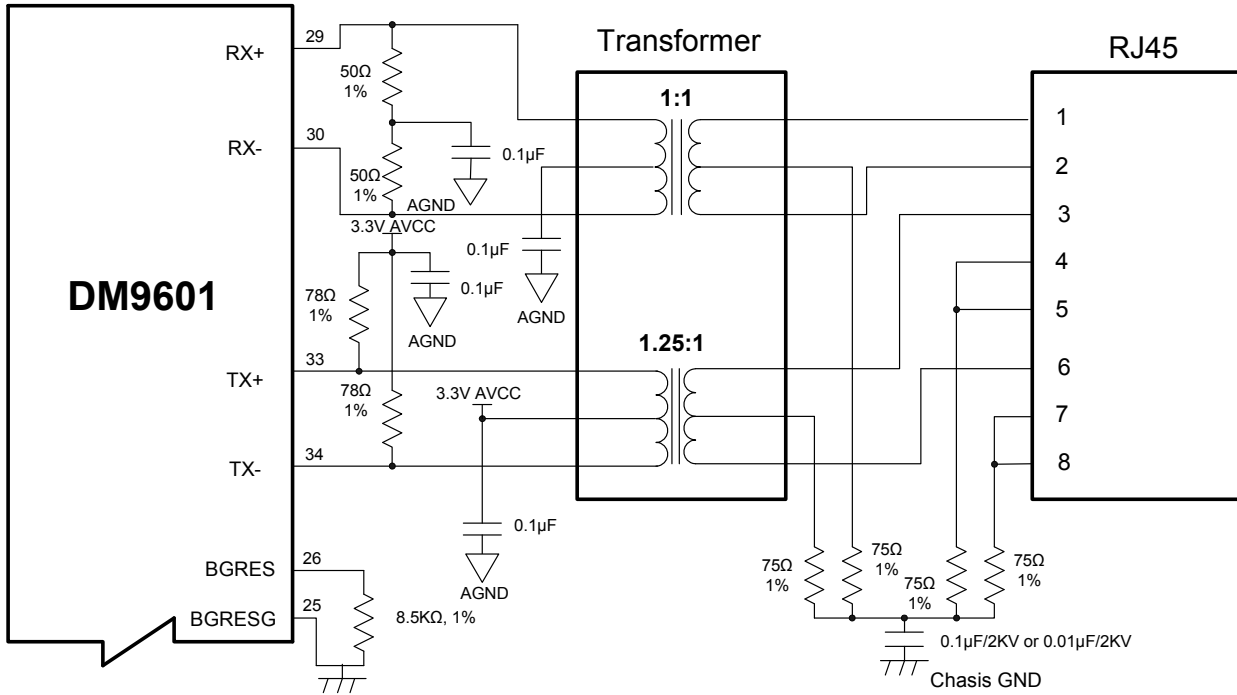 Transformer
RJ45
DM9601
RX+
29
50Ω
1%
RX-
30
50Ω
1%
0.1µF
AGND
3.3V AVCC
0.1µF
AGND
0.1µF
AGND
78Ω
1%
TX+
33
78Ω
1%
TX-
34
3.3V AVCC
0.1µF
AGND
BGRES
26
BGRESG
25
8.5KΩ, 1%
1:1
1.25:1
1
2
3
4
5
6
7
8
75Ω
1%
75Ω
1%
75Ω
1%
75Ω
1%
0.1µF/2KV or 0.01µF/2KV
Chasis GND